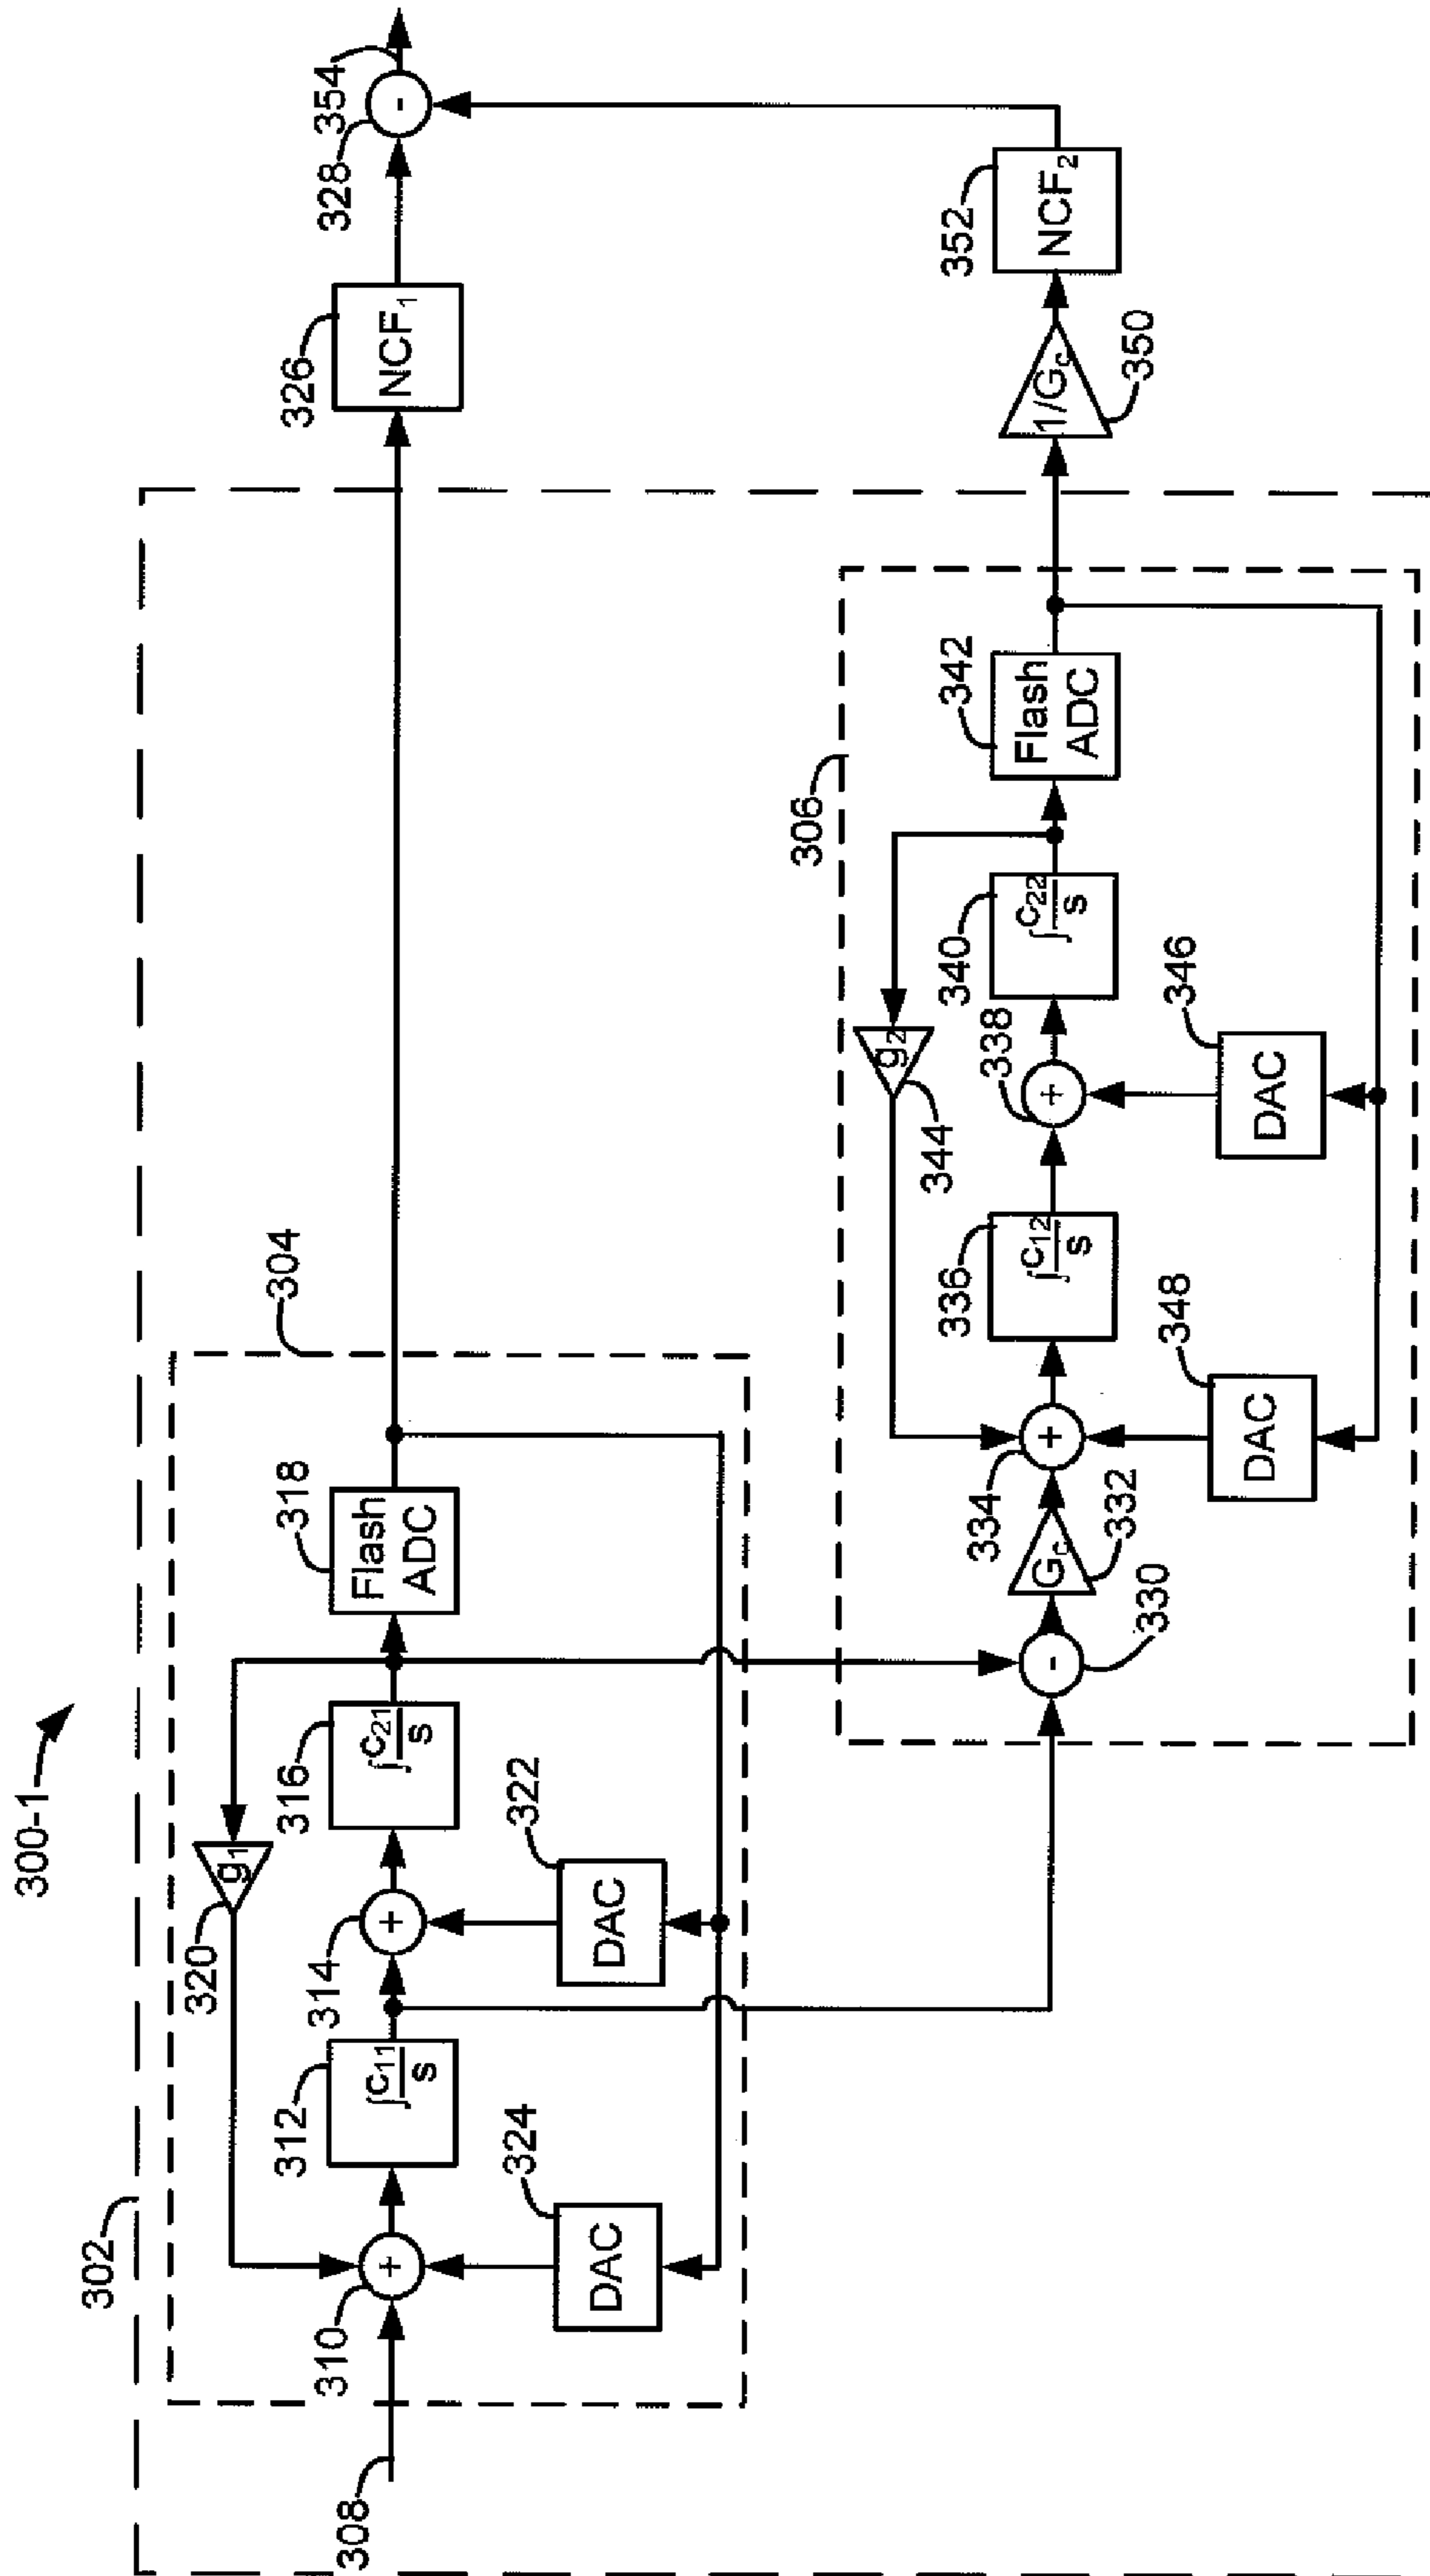 300-1
302
304
308
310
+
312
∫C11/s
314
+
316
∫C21/s
318
Flash
ADC
320
g1
322
DAC
324
DAC
326
NCF1
328
-
354
306
330
-
332
Gc
334
+
336
∫C12/s
338
+
340
∫C22/s
342
Flash
ADC
344
g2
346
DAC
348
DAC
350
1/Gc
352
NCF2